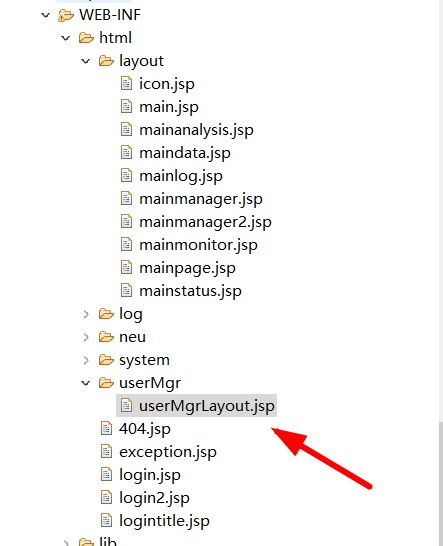 WEB-INF
html
layout
icon.jsp
main.jsp
mainanalysis.jsp
maindata.jsp
mainlog.jsp
mainmanager.jsp
mainmanager2.jsp
mainmonitor.jsp
mainpage.jsp
mainstatus.jsp
log
neu
system
userMgr
userMgrLayout.jsp
404.jsp
exception.jsp
login.jsp
login2.jsp
logintitle.jsp
lib